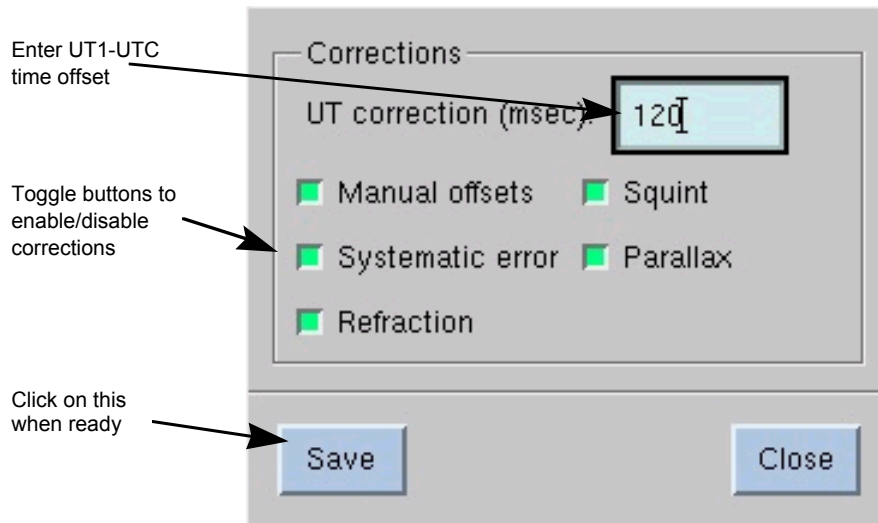 Enter UT1-UTC
time offset
Corrections
UT correction (msec):
120
Toggle buttons to
enable/disable
corrections
Manual offsets
Squint
Systematic error
Parallax
Refraction
Click on this
when ready
Save
Close